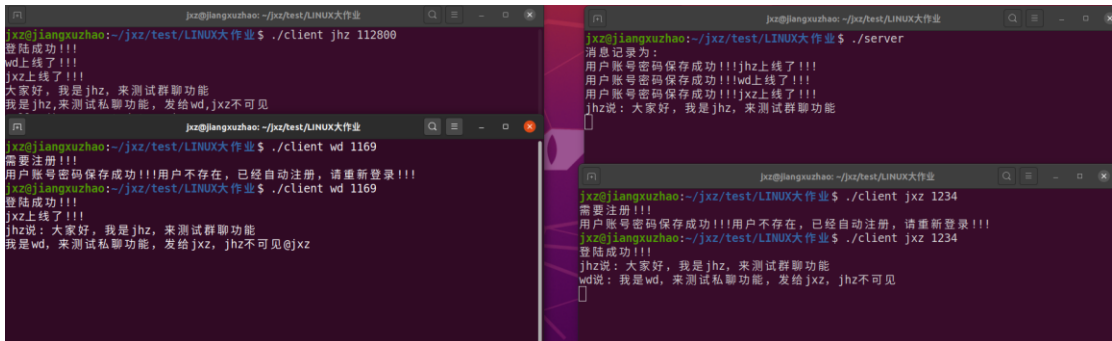 jxz@jiangxuzhao: ~/jxz/test/LINUX大作业
jxz@jiangxuzhao:~/jxz/test/LINUX大作业$ ./client jhz 112800
登陆成功!!!
wd上线了!!!
jxz上线了!!!
大家好，我是jhz，来测试群聊功能
我是jhz,来测试私聊功能，发给wd,jxz不可见
jxz@jiangxuzhao: ~/jxz/test/LINUX大作业
jxz@jiangxuzhao:~/jxz/test/LINUX大作业$ ./client wd 1169
需要注册!!!
用户账号密码保存成功!!!用户不存在，已经自动注册，请重新登录!!!
jxz@jiangxuzhao:~/jxz/test/LINUX大作业$ ./client wd 1169
登陆成功!!!
jxz上线了!!!
jhz说: 大家好，我是jhz，来测试群聊功能
我是wd，来测试私聊功能，发给jxz，jhz不可见@jxz
jxz@jiangxuzhao: ~/jxz/test/LINUX大作业
jxz@jiangxuzhao:~/jxz/test/LINUX大作业$ ./server
消息记录为:
用户账号密码保存成功!!!jhz上线了!!!
用户账号密码保存成功!!!wd上线了!!!
用户账号密码保存成功!!!jxz上线了!!!
jhz说: 大家好，我是jhz，来测试群聊功能
jxz@jiangxuzhao: ~/jxz/test/LINUX大作业
jxz@jiangxuzhao:~/jxz/test/LINUX大作业$ ./client jxz 1234
需要注册!!!
用户账号密码保存成功!!!用户不存在，已经自动注册，请重新登录!!!
jxz@jiangxuzhao:~/jxz/test/LINUX大作业$ ./client jxz 1234
登陆成功!!!
jhz说: 大家好，我是jhz，来测试群聊功能
wd说: 我是wd，来测试私聊功能，发给jxz，jhz不可见